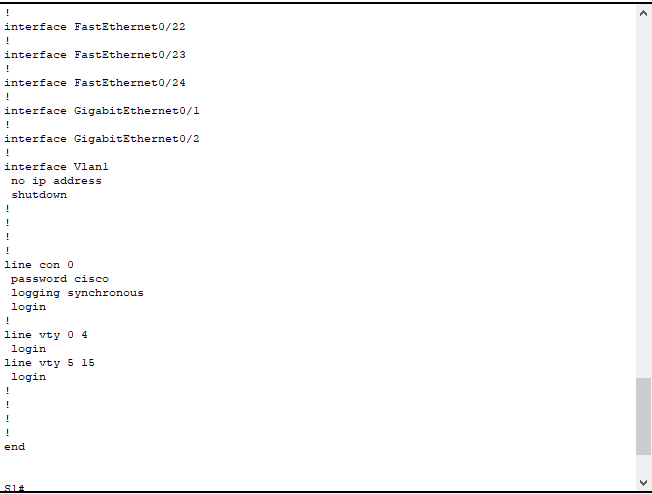 !
interface FastEthernet0/22
!
interface FastEthernet0/23
!
interface FastEthernet0/24
!
interface GigabitEthernet0/1
!
interface GigabitEthernet0/2
!
interface Vlan1
 no ip address
 shutdown
!
!
!
!
line con 0
 password cisco
 logging synchronous
 login
!
line vty 0 4
 login
line vty 5 15
 login
!
!
!
!
end
S1#